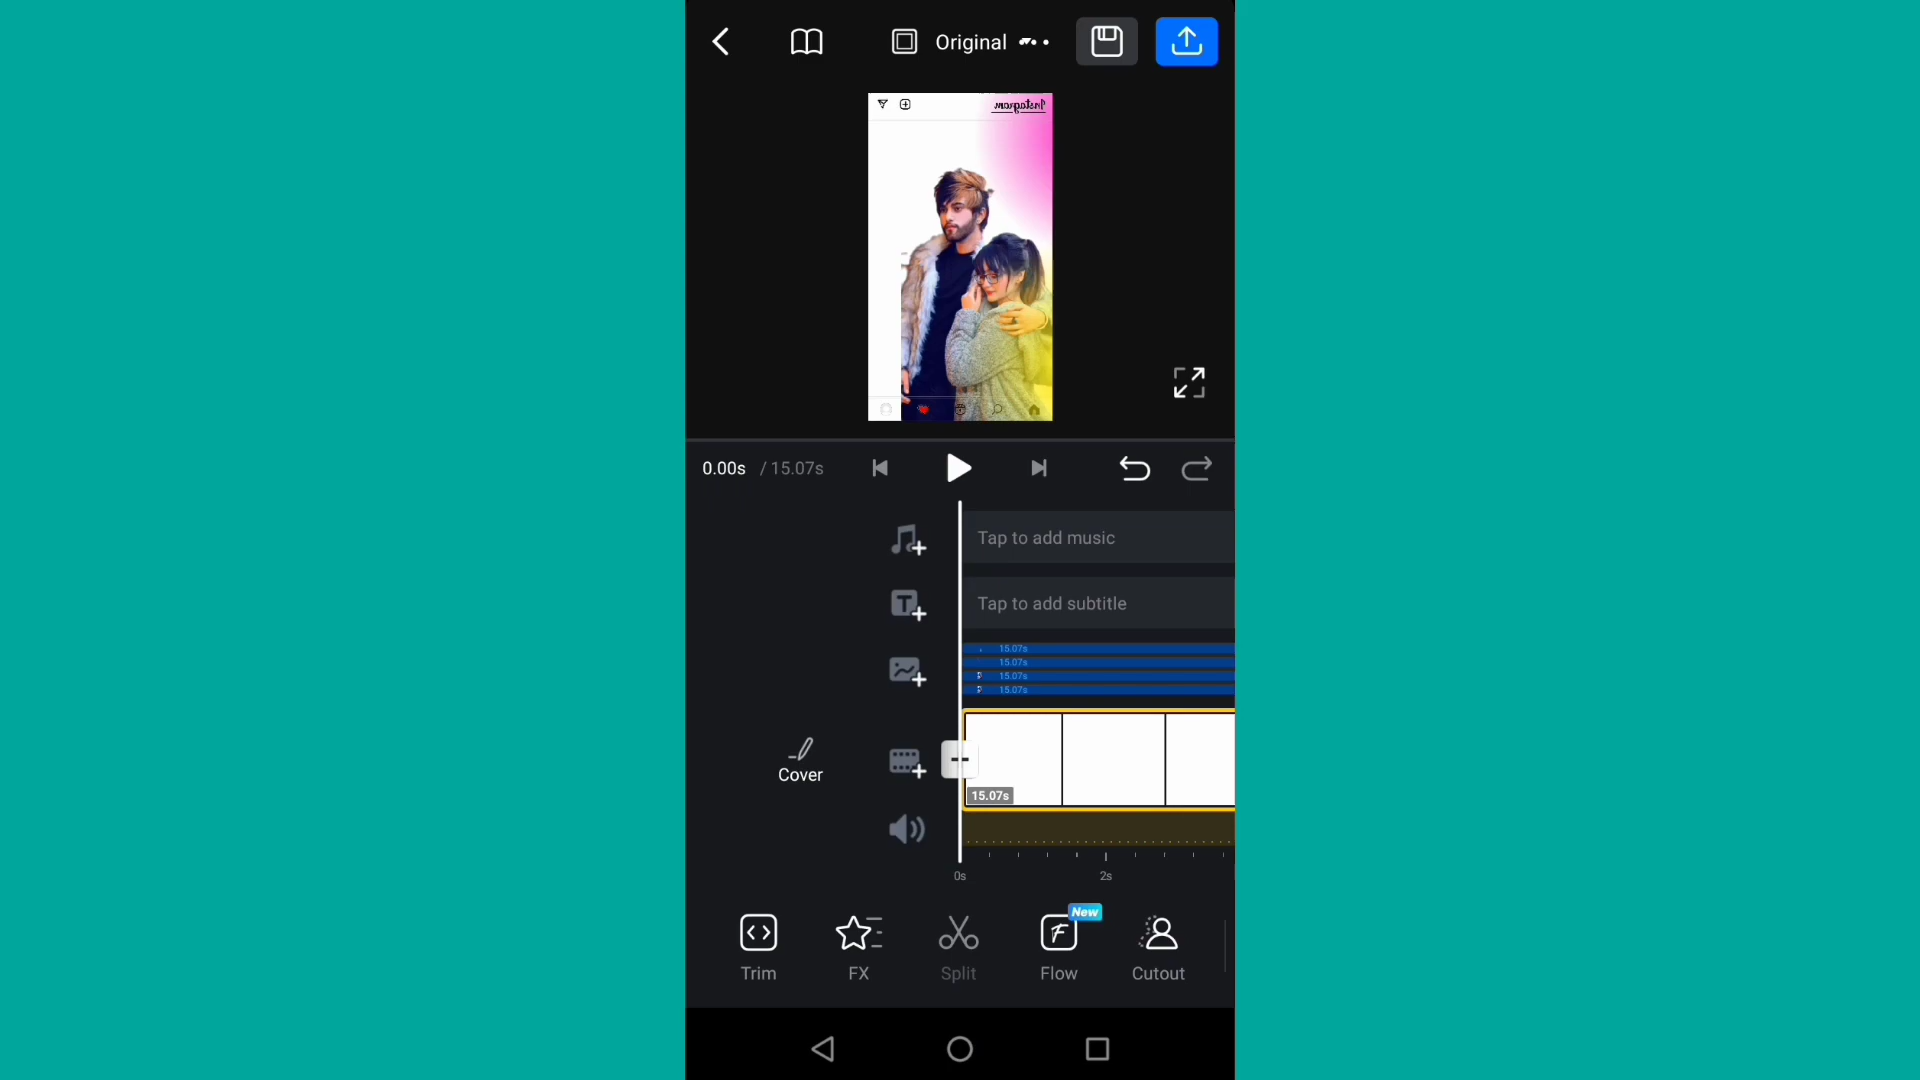 Original
Instagram
0.00s / 15.07s
Tap to add music
Tap to add subtitle
15.07s
15.07s
15.07s
15.07s
Cover
15.07s
0s 2s
New
Trim FX Split Flow Cutout